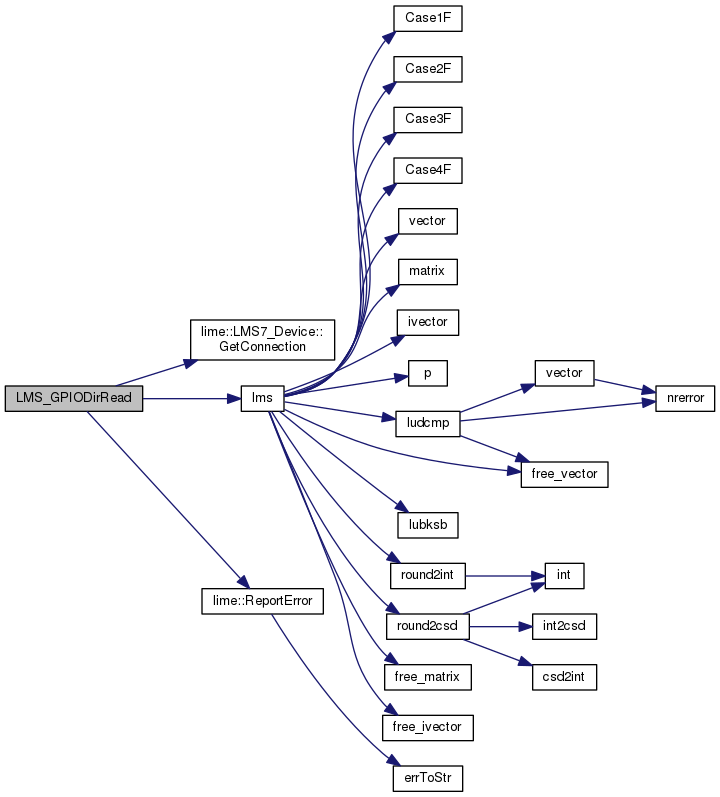 Case1F
Case2F
Case3F
Case4F
vector
matrix
lime::LMS7_Device::
GetConnection
ivector
p
vector
LMS_GPIODirRead
lms
nrerror
ludcmp
free_vector
lubksb
round2int
int
lime::ReportError
round2csd
int2csd
free_matrix
csd2int
free_ivector
errToStr